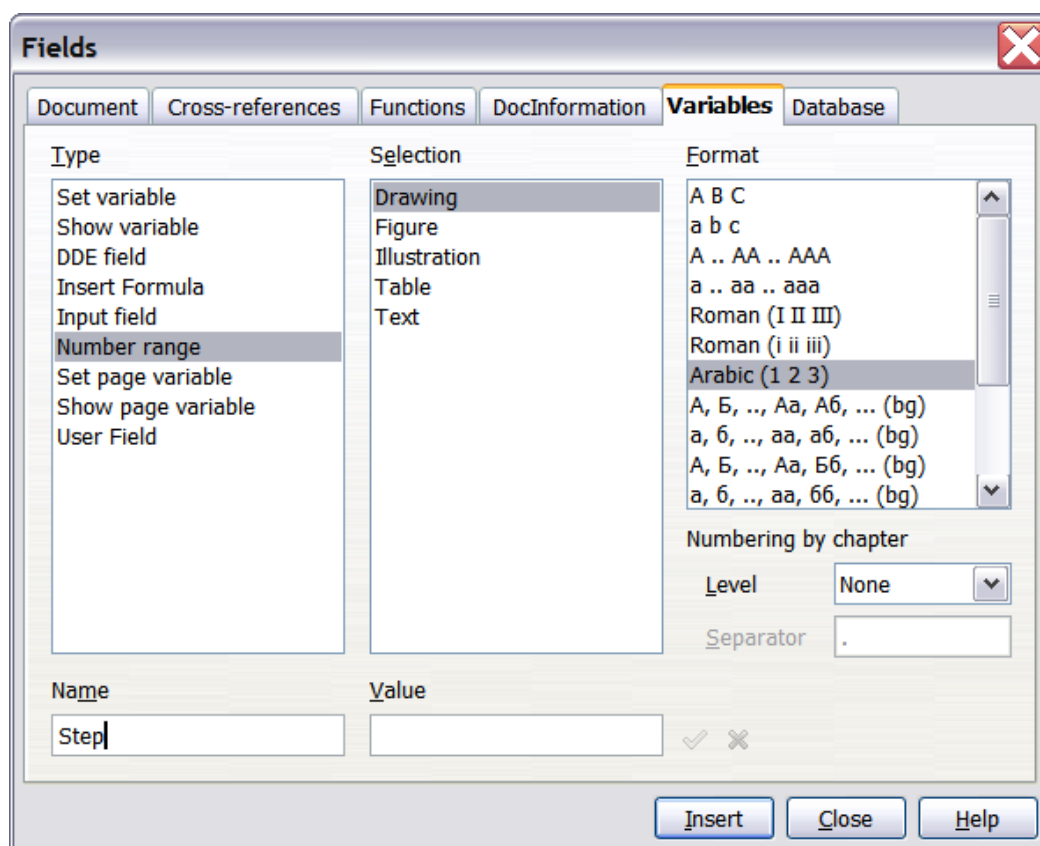 Fields
Document Cross-references Functions DocInformation Variables Database
Type
Set variable
Show variable
DDE field
Insert Formula
Input field
Number range
Set page variable
Show page variable
User Field
Selection
Drawing
Figure
Illustration
Table
Text
Format
A B C
a b c
A .. AA .. AAA
a .. aa .. aaa
Roman (I II III)
Roman (i ii iii)
Arabic (1 2 3)
А, Б, .., Аа, Аб, ... (bg)
а, б, .., аа, аб, ... (bg)
А, Б, .., Аа, Бб, ... (bg)
а, б, .., аа, бб, ... (bg)
Numbering by chapter
Level None
Separator .
Name
Step
Value
Insert Close Help